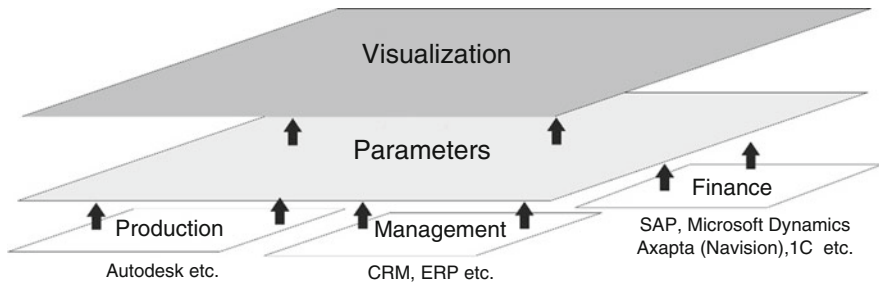 Visualization
Parameters
Production
Management
Finance
Autodesk etc.
CRM, ERP etc.
SAP, Microsoft Dynamics
Axapta (Navision),1C etc.